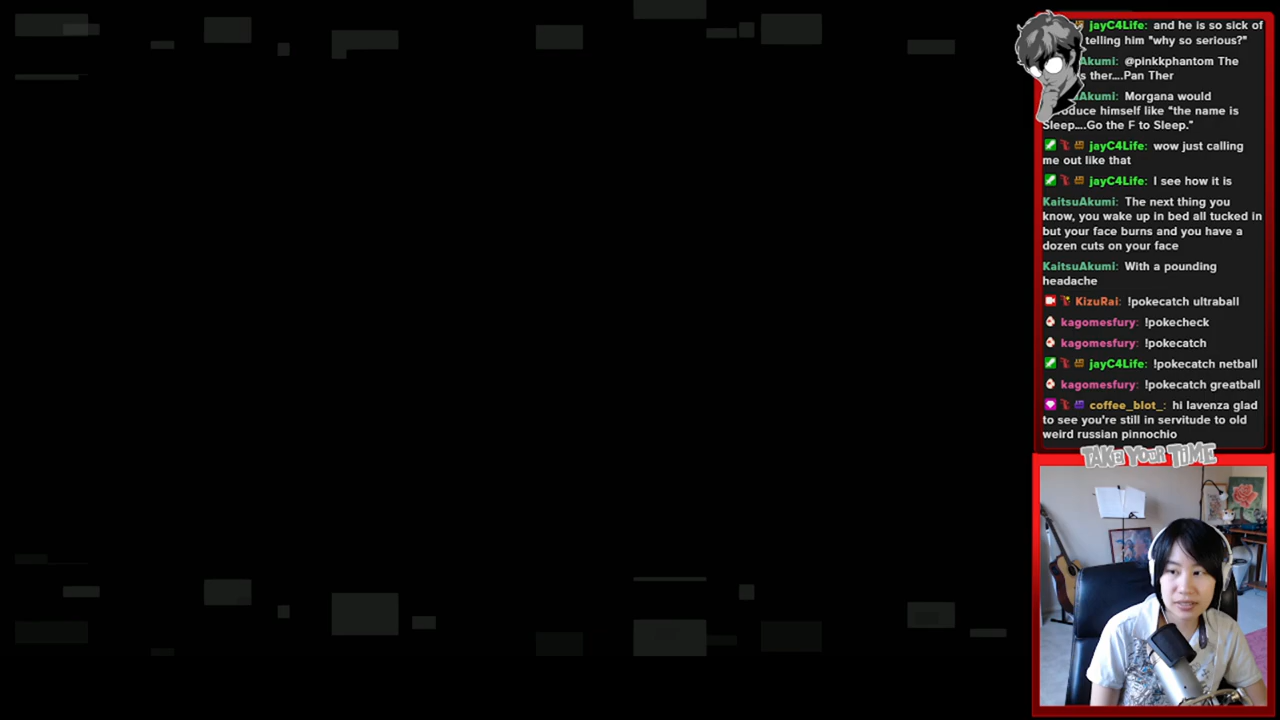 jayC4Life: and he is so sick of
telling him "why so serious?"
Akumi: @pinkkphantom The
s ther....Pan Ther
Akumi: Morgana would
oduce himself like "the name is
Sleep....Go the F to Sleep."
jayC4Life: wow just calling
me out like that
jayC4Life: I see how it is
KaitsuAkumi: The next thing you
know, you wake up in bed all tucked in
but your face burns and you have a
dozen cuts on your face
KaitsuAkumi: With a pounding
headache
KizuRai: !pokecatch ultraball
kagomesfury: !pokecheck
kagomesfury: !pokecatch
jayC4Life: !pokecatch netball
kagomesfury: !pokecatch greatball
coffee_blot_: hi lavenza glad
to see you're still in servitude to old
weird russian pinnochio
TAKE YOUR TIME